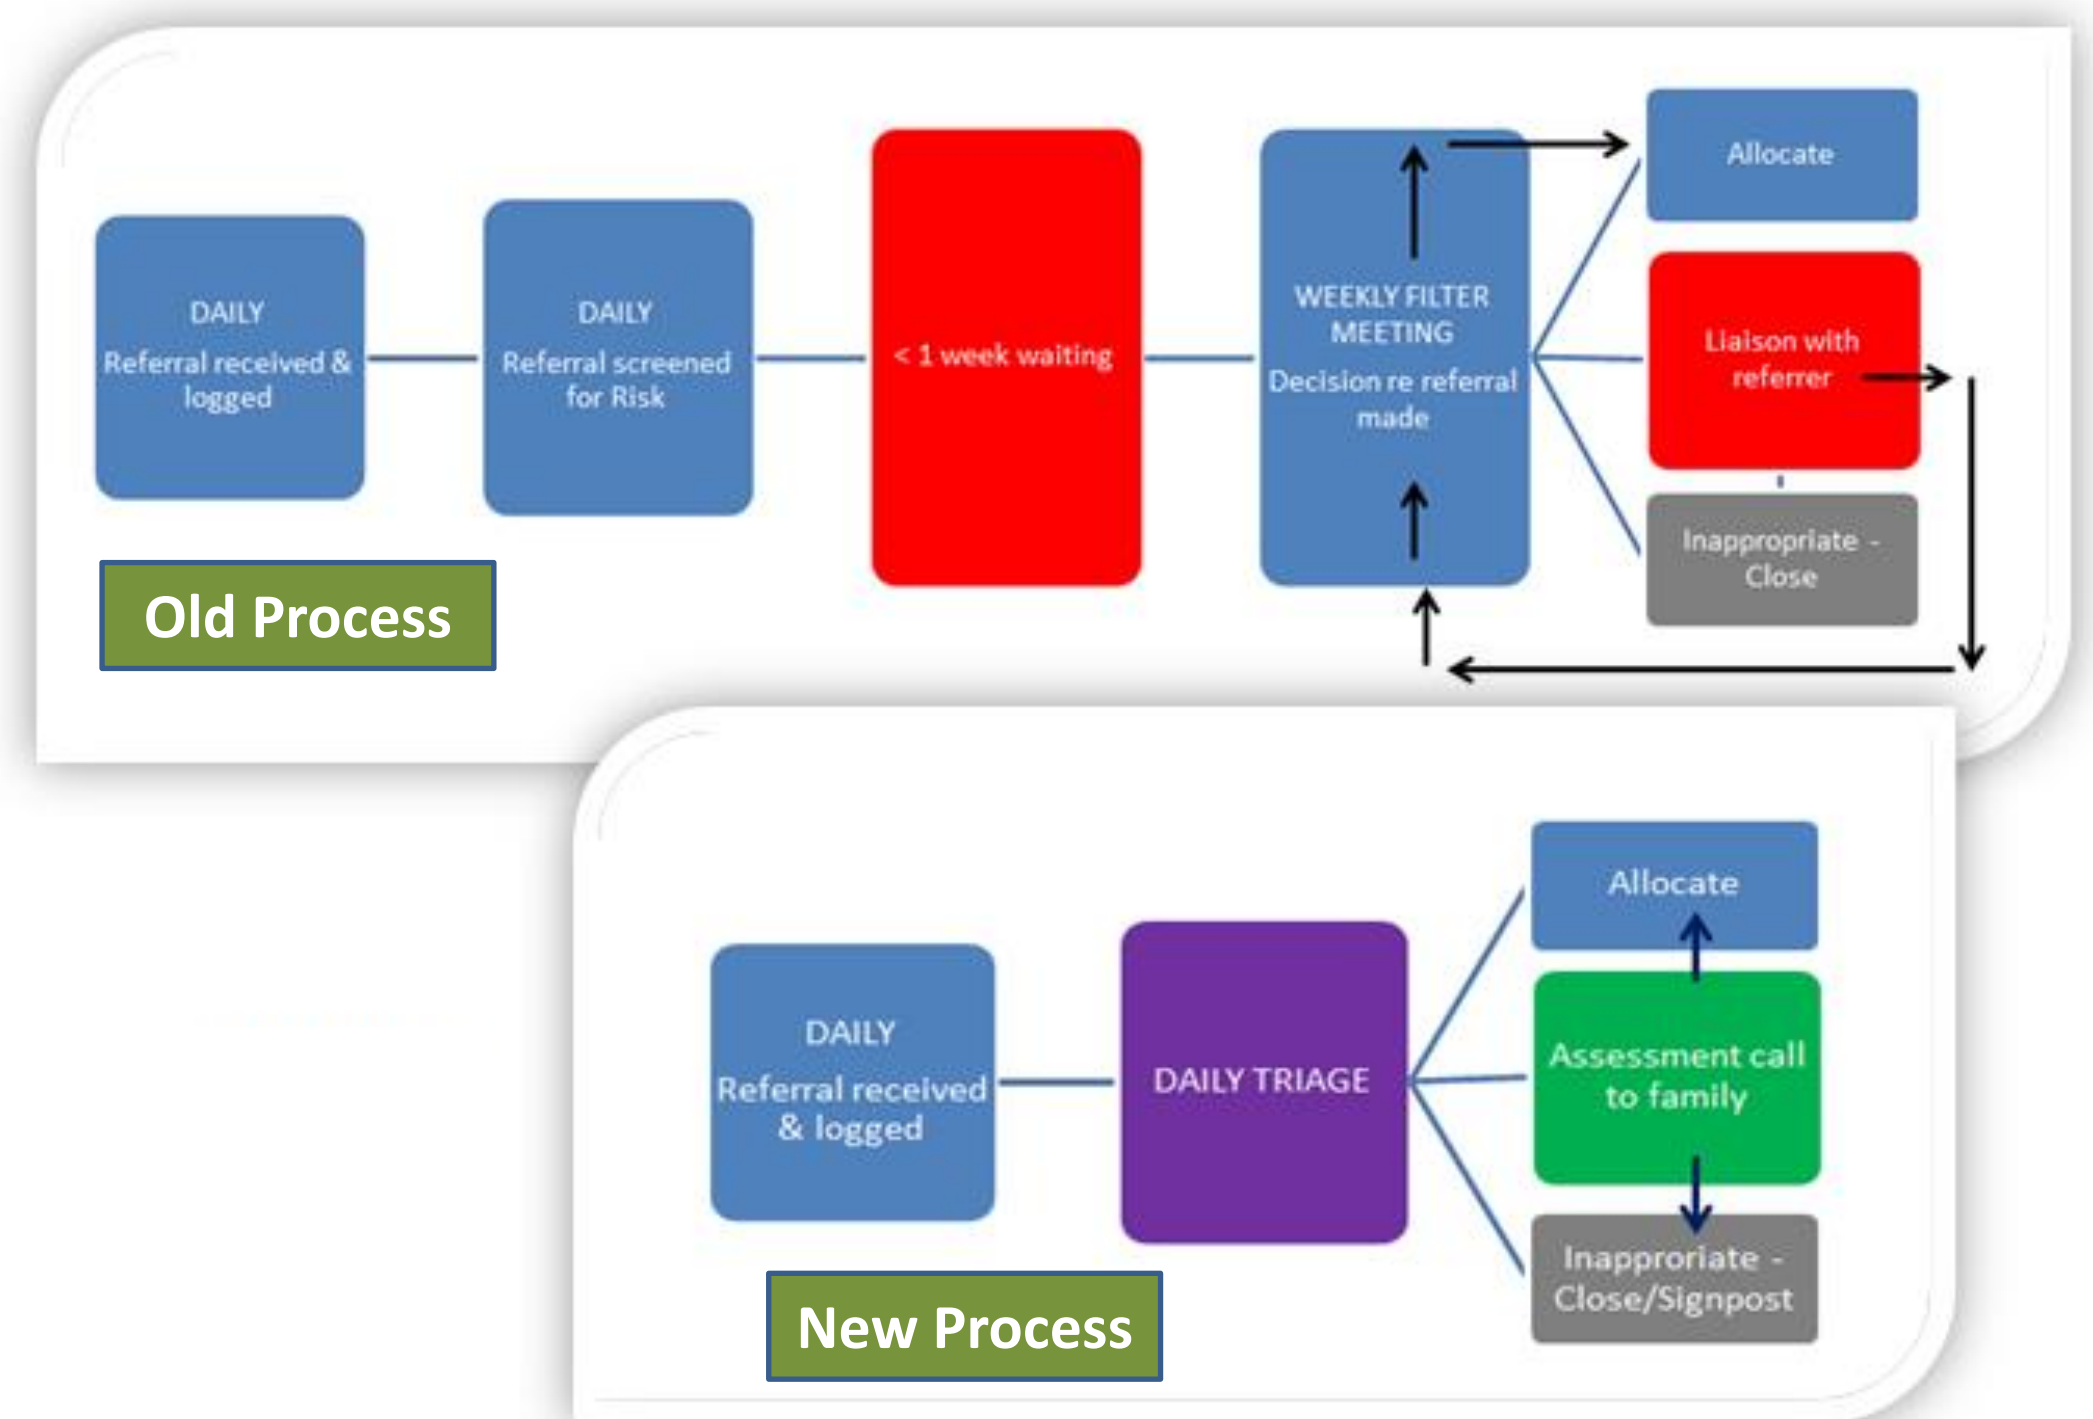 DAILY
Referral received &
logged
DAILY
Referral screened
for Risk
< 1 week waiting
WEEKLY FILTER
MEETING
Decision re referral
made
Allocate
Liaison with
referrer
Inappropriate -
Close
Old Process
DAILY
Referral received
& logged
DAILY TRIAGE
Allocate
Assessment call
to family
Inapproriate -
Close/Signpost
New Process